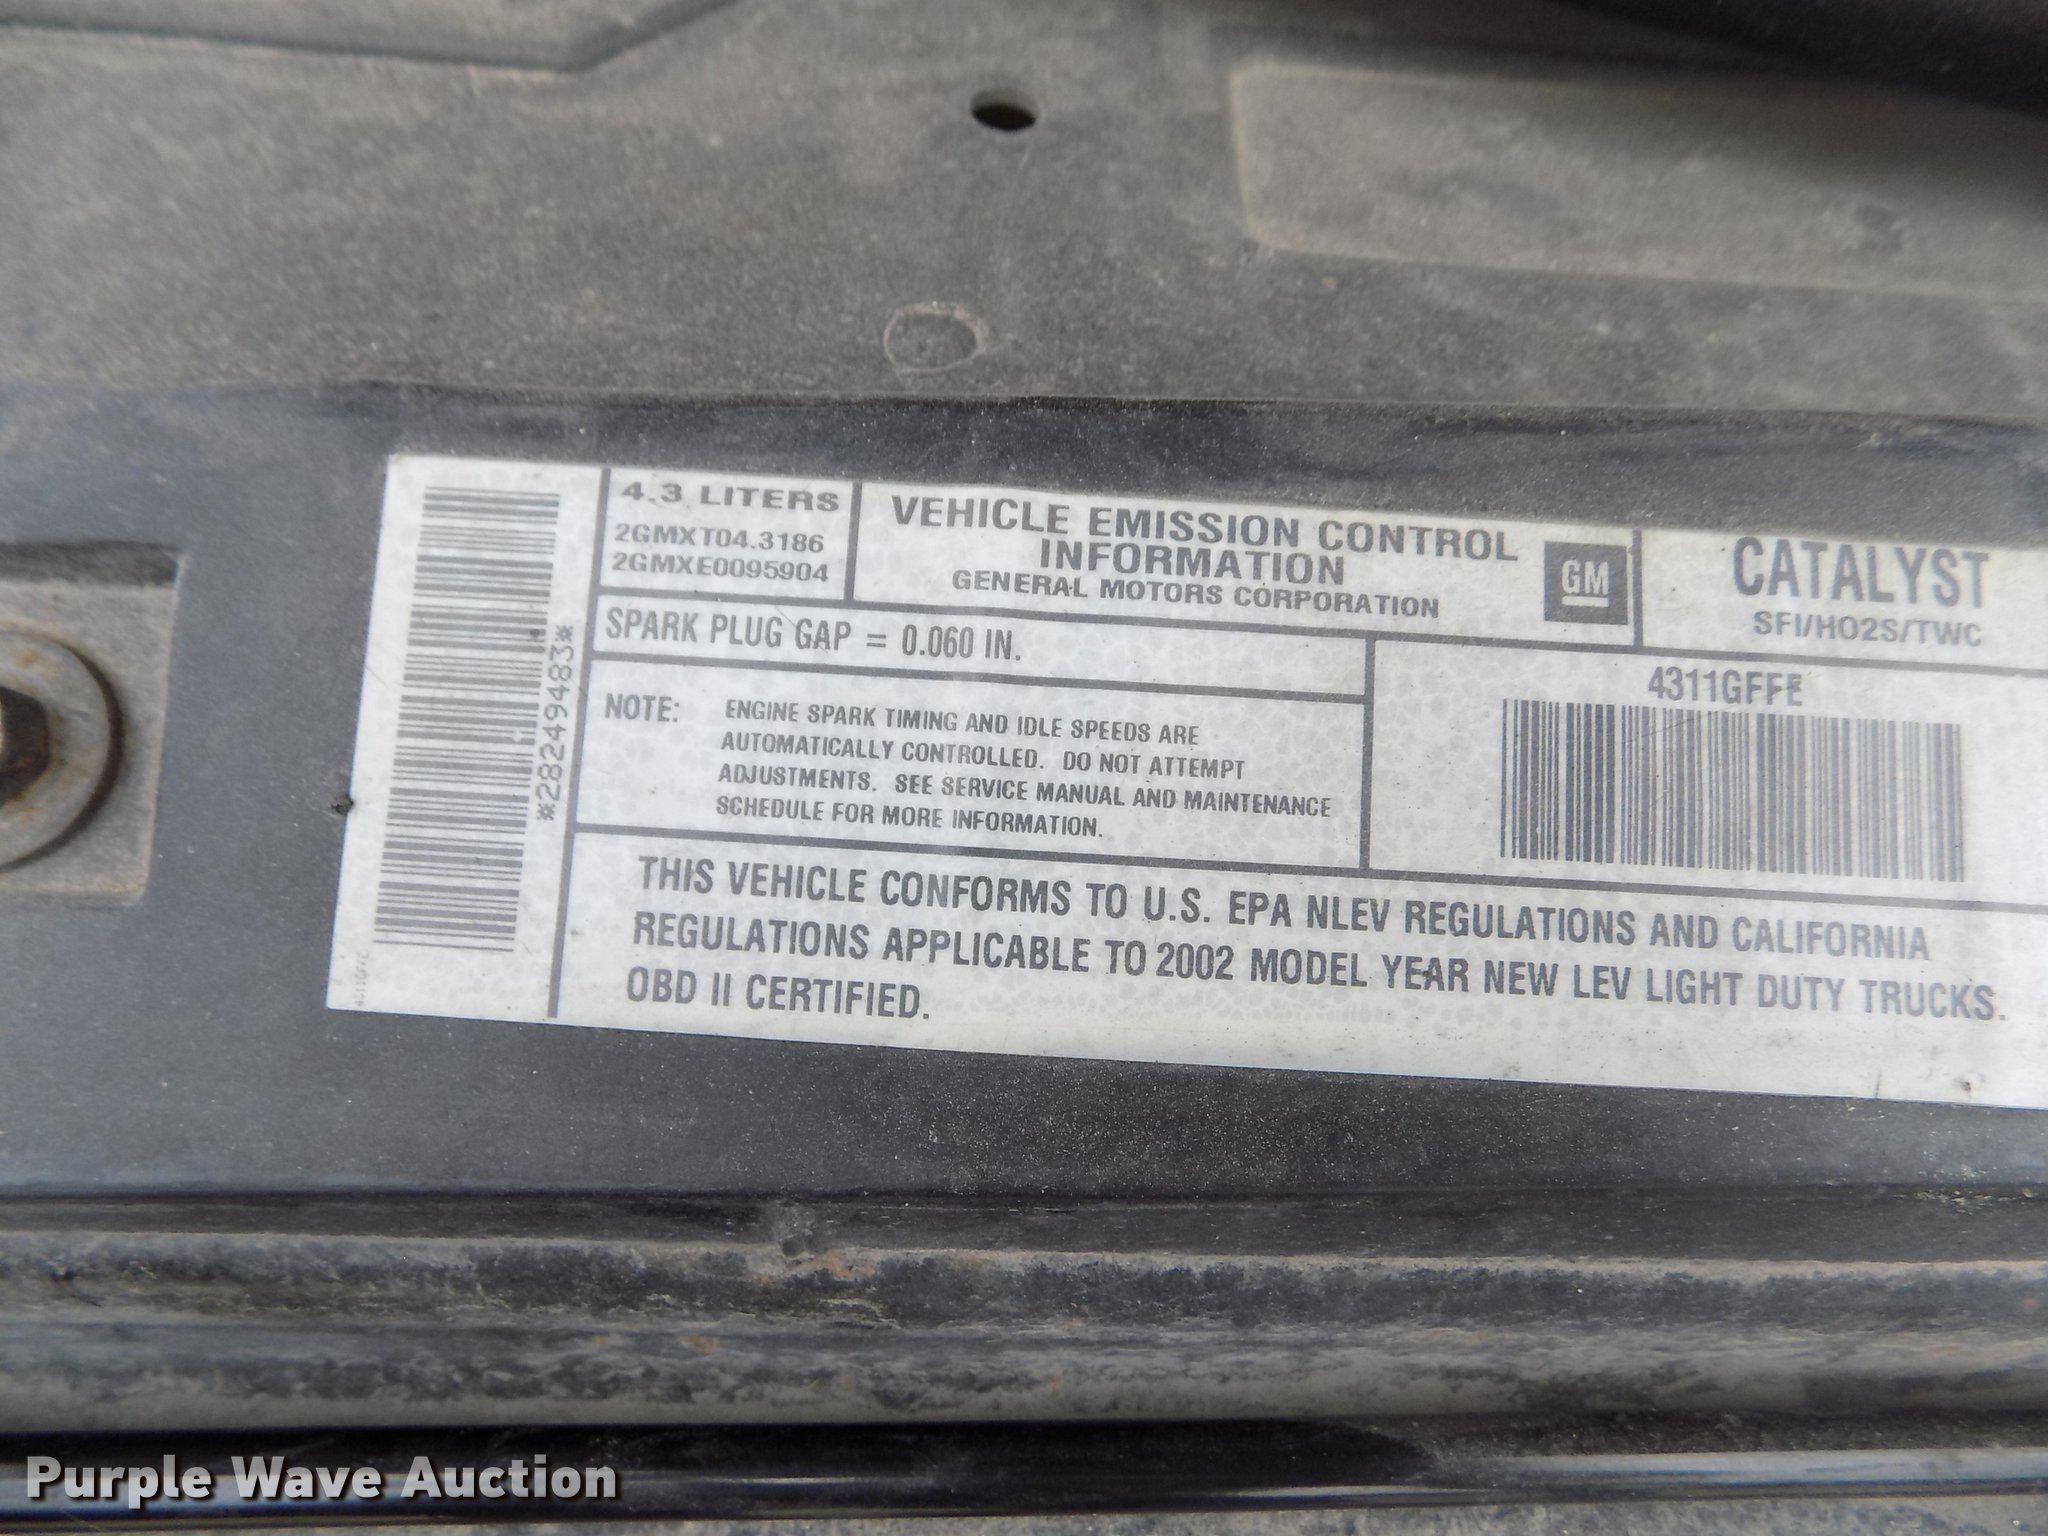 4.3 LITERS
2GMXT04.3186
2GMXE0095904
VEHICLE EMISSION CONTROL
INFORMATION
GENERAL MOTORS CORPORATION
GM
CATALYST
SFI/HO2S/TWC
SPARK PLUG GAP = 0.060 IN.
4311GFFE
NOTE: ENGINE SPARK TIMING AND IDLE SPEEDS ARE
AUTOMATICALLY CONTROLLED. DO NOT ATTEMPT
ADJUSTMENTS. SEE SERVICE MANUAL AND MAINTENANCE
SCHEDULE FOR MORE INFORMATION.
THIS VEHICLE CONFORMS TO U.S. EPA NLEV REGULATIONS AND CALIFORNIA
REGULATIONS APPLICABLE TO 2002 MODEL YEAR NEW LEV LIGHT DUTY TRUCKS.
OBD II CERTIFIED.
*28249483*
Purple Wave Auction